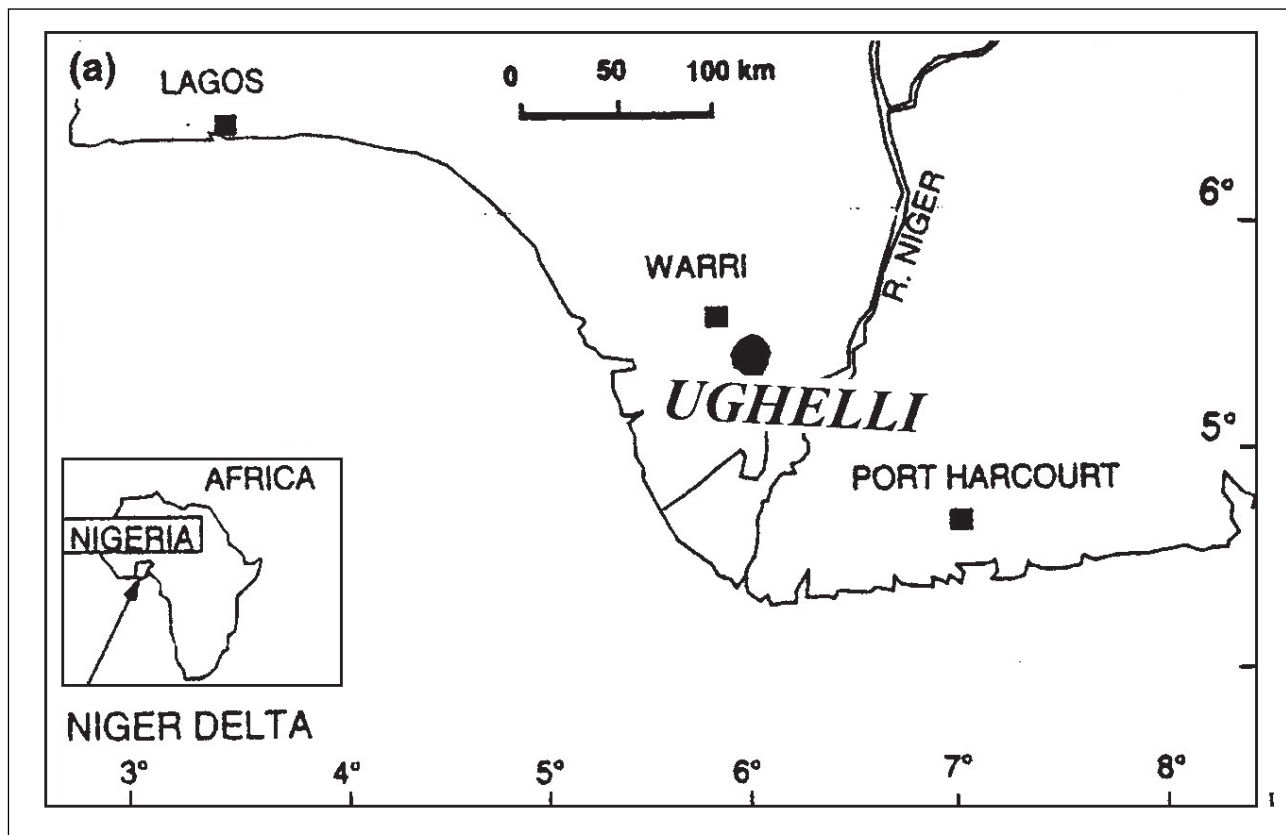 (a)
LAGOS
0 50 100 km
6°
R. NIGER
WARRI
UGHELLI
5°
PORT HARCOURT
AFRICA
NIGERIA
NIGER DELTA
3° 4° 5° 6° 7° 8°